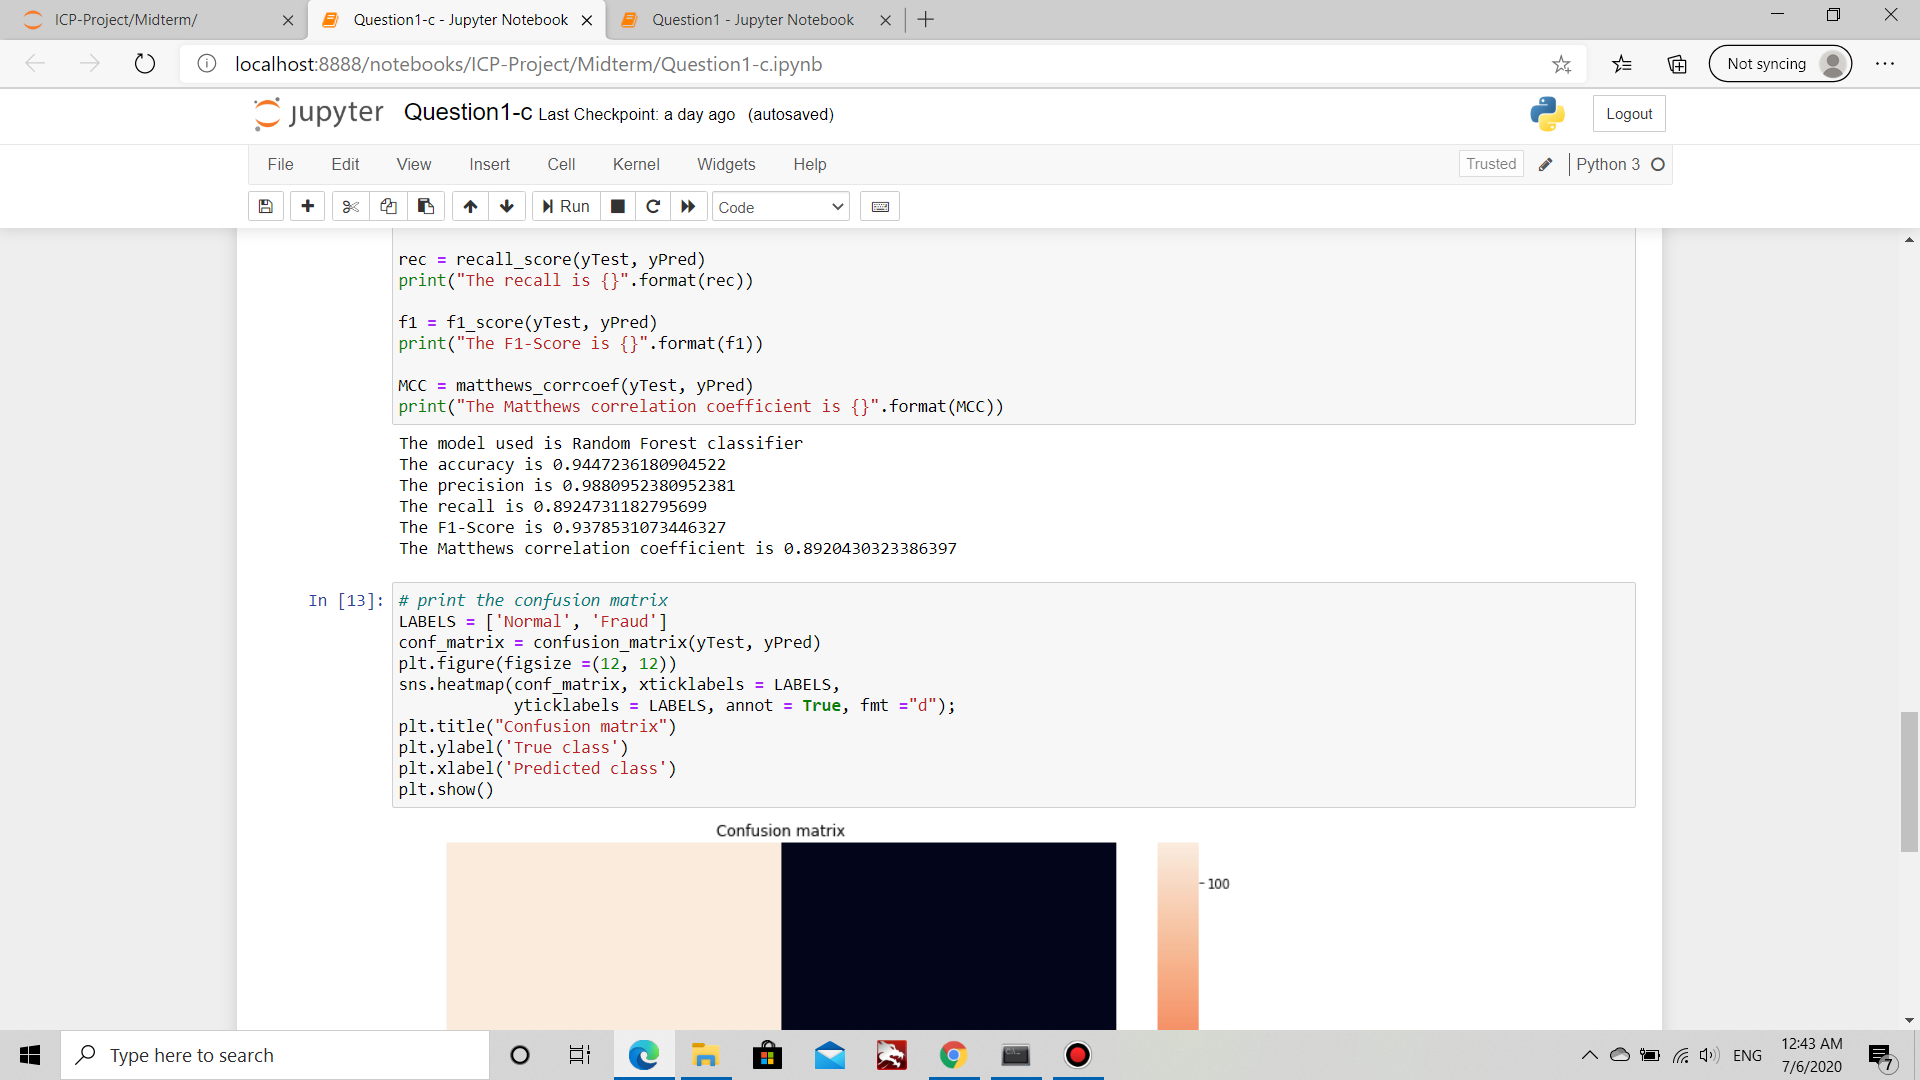 ICP-Project/Midterm/
Question1-c - Jupyter Notebook
Question1 - Jupyter Notebook
localhost:8888/notebooks/ICP-Project/Midterm/Question1-c.ipynb
Not syncing
jupyter Question1-c Last Checkpoint: a day ago (autosaved)
Logout
File Edit View Insert Cell Kernel Widgets Help
Trusted
Python 3
Run
Code
rec = recall_score(yTest, yPred)
print("The recall is {}".format(rec))
f1 = f1_score(yTest, yPred)
print("The F1-Score is {}".format(f1))
MCC = matthews_corrcoef(yTest, yPred)
print("The Matthews correlation coefficient is {}".format(MCC))
The model used is Random Forest classifier
The accuracy is 0.9447236180904522
The precision is 0.9880952380952381
The recall is 0.8924731182795699
The F1-Score is 0.9378531073446327
The Matthews correlation coefficient is 0.8920430323386397
In [13]:
# print the confusion matrix
LABELS = ['Normal', 'Fraud']
conf_matrix = confusion_matrix(yTest, yPred)
plt.figure(figsize =(12, 12))
sns.heatmap(conf_matrix, xticklabels = LABELS,
yticklabels = LABELS, annot = True, fmt ="d");
plt.title("Confusion matrix")
plt.ylabel('True class')
plt.xlabel('Predicted class')
plt.show()
Confusion matrix
100
Type here to search
ENG
12:43 AM
7/6/2020
7